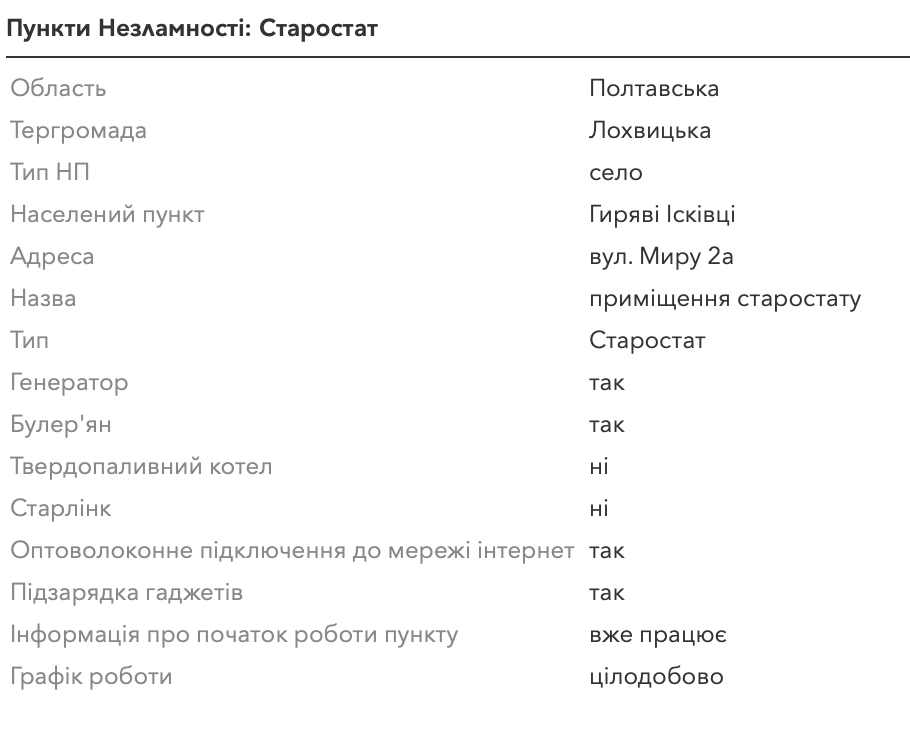 Пункти Незламності: Старостат
Область Полтавська
Тергромада Лохвицька
Тип НП село
Населений пункт Гиряві Ісківці
Адреса вул. Миру 2а
Назва приміщення старостату
Тип Старостат
Генератор так
Булер'ян так
Твердопаливний котел ні
Старлінк ні
Оптоволоконне підключення до мережі інтернет так
Підзарядка гаджетів так
Інформація про початок роботи пункту вже працює
Графік роботи цілодобово